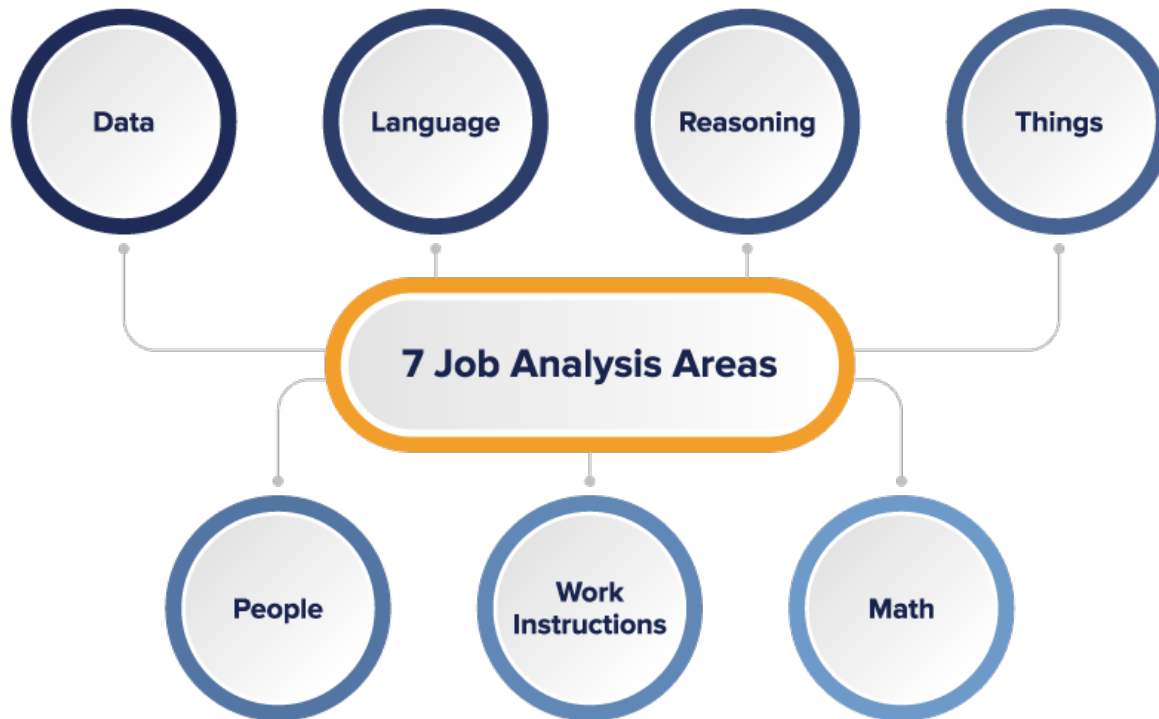 Data
Language
Reasoning
Things
7 Job Analysis Areas
People
Work
Instructions
Math